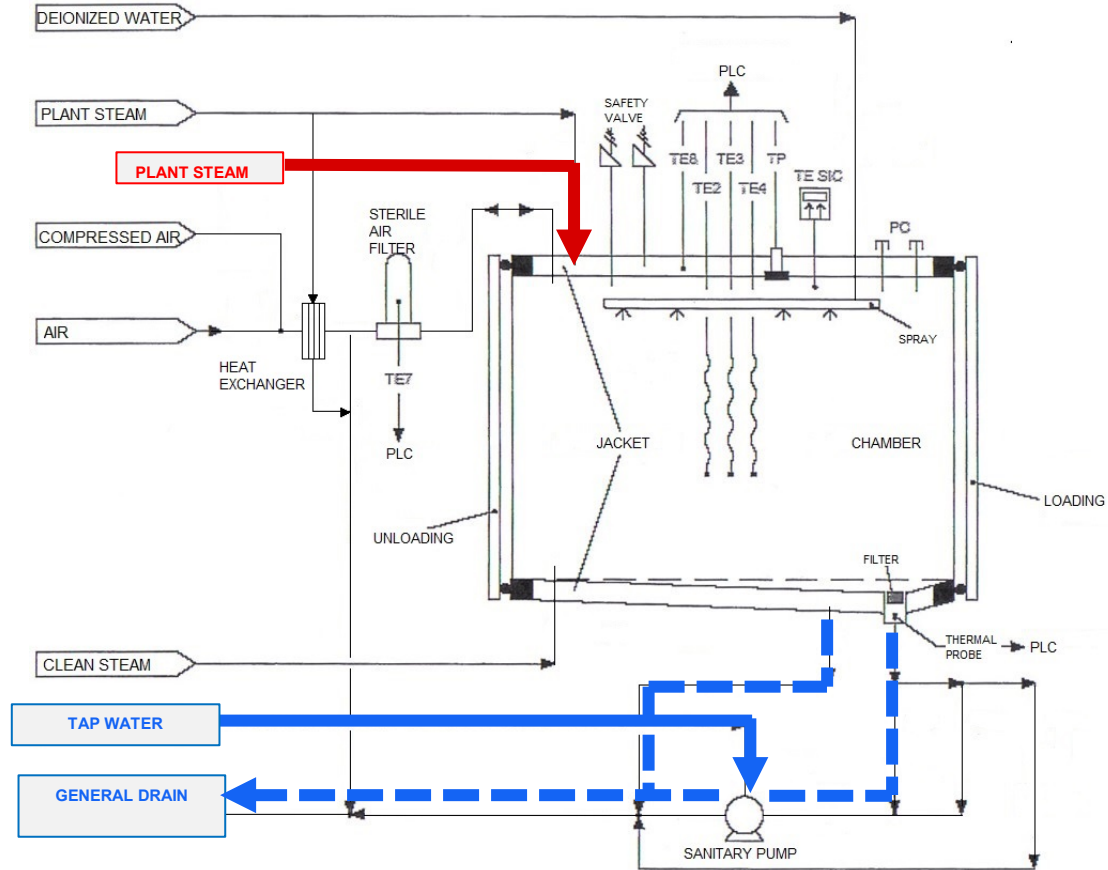 DEIONIZED WATER
PLC
PLANT STEAM
SAFETY
VALVE
PLANT STEAM
TE8
TE3
TP
TE2
TE4
TE SIC
STERILE
AIR
FILTER
COMPRESSED AIR
PC
AIR
SPRAY
HEAT
EXCHANGER
TE7
JACKET
CHAMBER
PLC
LOADING
UNLOADING
FILTER
THERMAL
PROBE
PLC
CLEAN STEAM
TAP WATER
GENERAL DRAIN
SANITARY PUMP